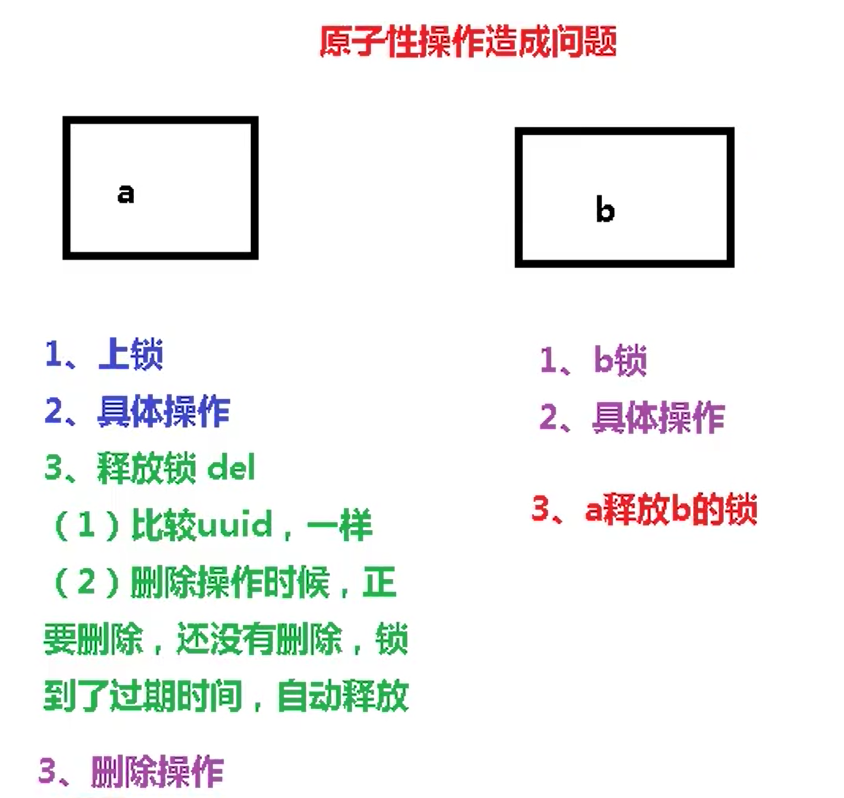 原子性操作造成问题
a
b
1、上锁
2、具体操作
3、释放锁 del
（1）比较uuid，一样
（2）删除操作时候，正
要删除，还没有删除，锁
到了过期时间，自动释放
3、删除操作
1、b锁
2、具体操作
3、a释放b的锁